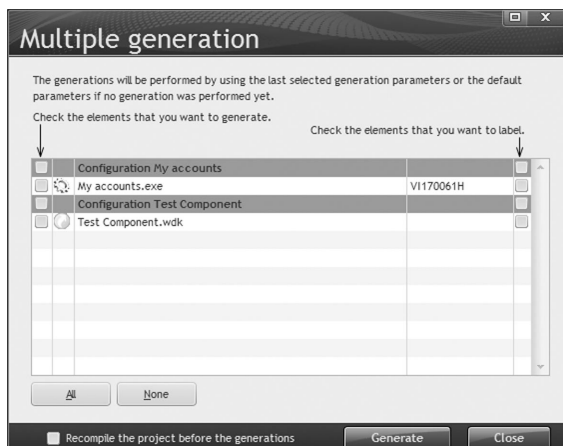 Multiple generation
The generations will be performed by using the last selected generation parameters or the default
parameters if no generation was performed yet.
Check the elements that you want to generate.
Check the elements that you want to label.
Configuration My accounts
My accounts.exe VI170061H
Configuration Test Component
Test Component.wdk
All None
Recompile the project before the generations Generate Close